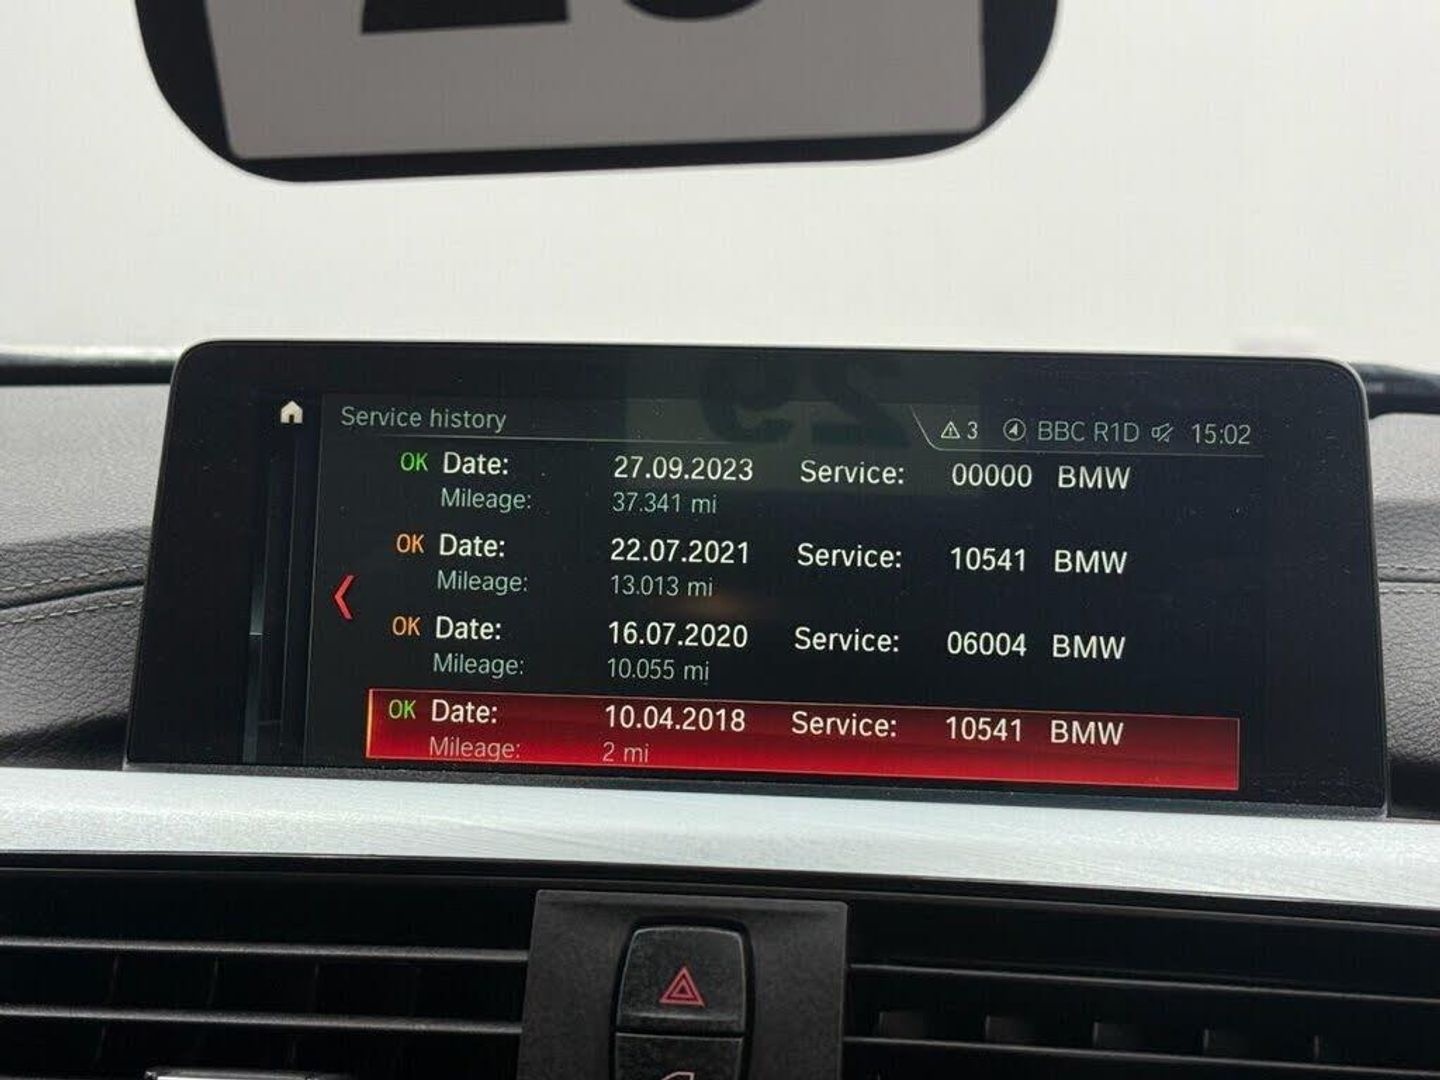 Service history
3 BBC R1D 15:02
OK Date: 27.09.2023 Service: 00000 BMW
Mileage: 37.341 mi
OK Date: 22.07.2021 Service: 10541 BMW
Mileage: 13.013 mi
OK Date: 16.07.2020 Service: 06004 BMW
Mileage: 10.055 mi
OK Date: 10.04.2018 Service: 10541 BMW
Mileage: 2 mi